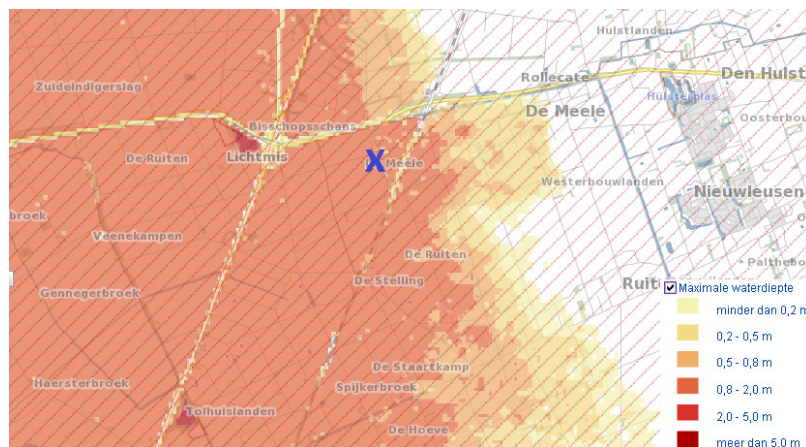 Hulstlanden
Rollecate
Den Hulst
Zuideindigerslag
Hulsterplas
De Meele
Bisschopsschans
Oosterbou
De Ruiten
Lichtmis
X
Meele
Westerbouwlanden
Nieuwleusen
broek
Veenekampen
De Ruiten
Palthebo
De Stelling
Ruit
Maximale waterdiepte
Gennegerbroek
minder dan 0,2 m
0,2 - 0,5 m
0,5 - 0,8 m
De Staartkamp
Haersterbroek
Spijkerbroek
0,8 - 2,0 m
Tolhuislanden
2,0 - 5,0 m
De Hoeve
meer dan 5,0 m